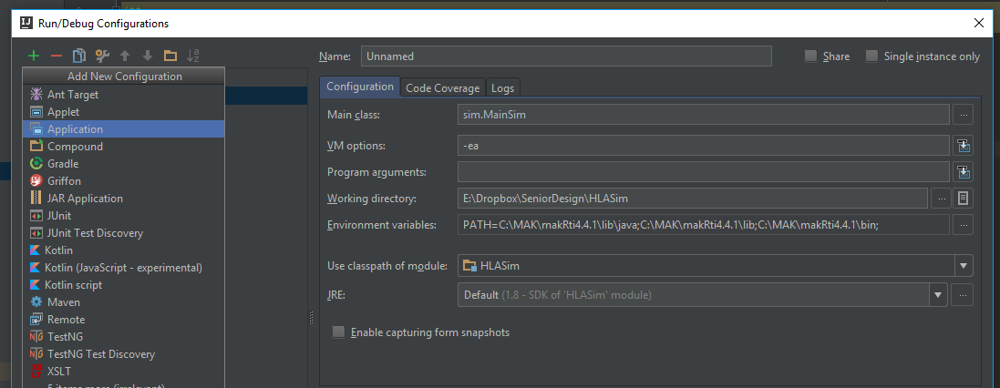 Run/Debug Configurations
Name: Unnamed Share Single instance only
Add New Configuration
Ant Target
Applet
Application
Compound
Gradle
Griffon
JAR Application
JUnit
JUnit Test Discovery
Kotlin
Kotlin (JavaScript - experimental)
Kotlin script
Maven
Remote
TestNG
TestNG Test Discovery
XSLT
5 items more (irrelevant)
Configuration Code Coverage Logs
Main class: sim.MainSim
VM options: -ea
Program arguments:
Working directory: E:\Dropbox\SeniorDesign\HLASim
Environment variables: PATH=C:\MAK\makRti4.4.1\lib\java;C:\MAK\makRti4.4.1\lib;C:\MAK\makRti4.4.1\bin;
Use classpath of module: HLASim
JRE: Default (1.8 - SDK of 'HLASim' module)
Enable capturing form snapshots